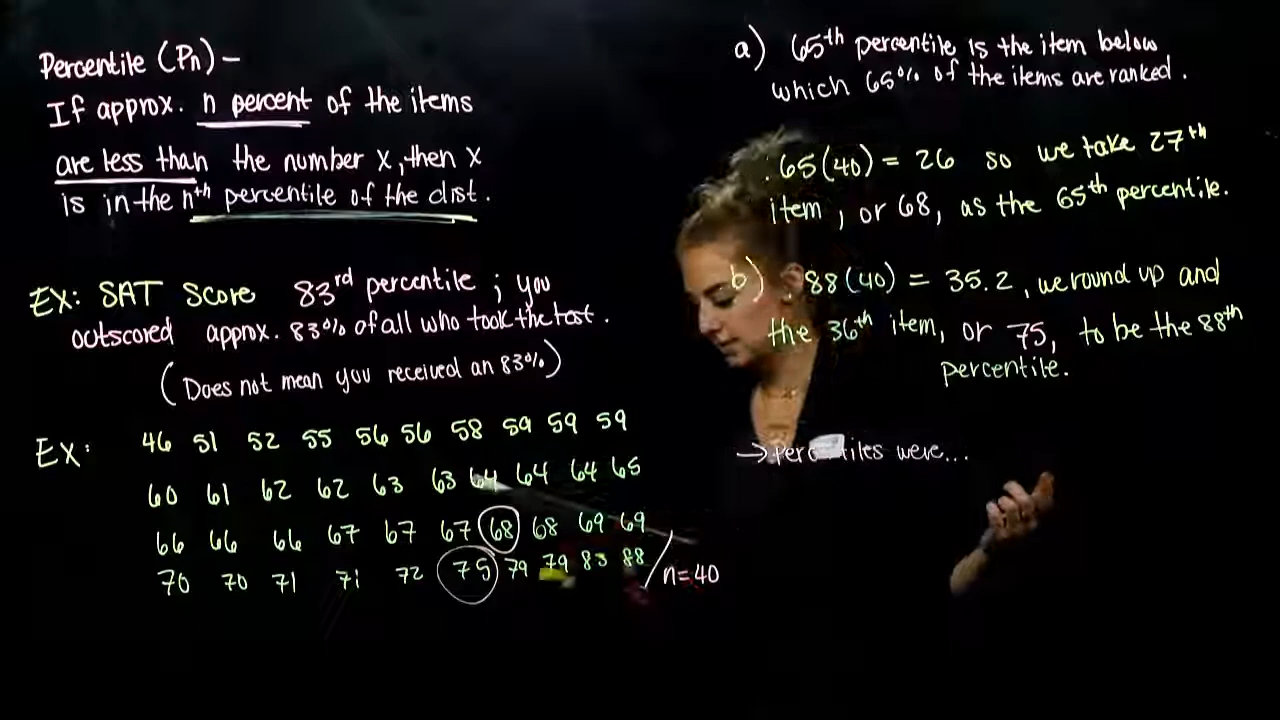 Percentile (Pn) –
If approx. n percent of the items
are less than the number x, then x
is in the nth percentile of the dist.
EX: SAT Score 83rd percentile ; you
outscored approx. 83% of all who took the test.
(Does not mean you received an 83%)
Ex:
46 51 52 55 56 56 58 59 59 59
60 61 62 62 63 63 64 64 64 65
66 66 66 67 67 67 68 68 69 69
70 70 71 71 72 75 79 79 83 88
n=40
a) 65th percentile is the item below
which 65% of the items are ranked.
.65(40) = 26 so we take 27th
item, or 68, as the 65th percentile.
b) .88(40) = 35.2, we round up and
the 36th item, or 75, to be the 88th
percentile.
→ were...